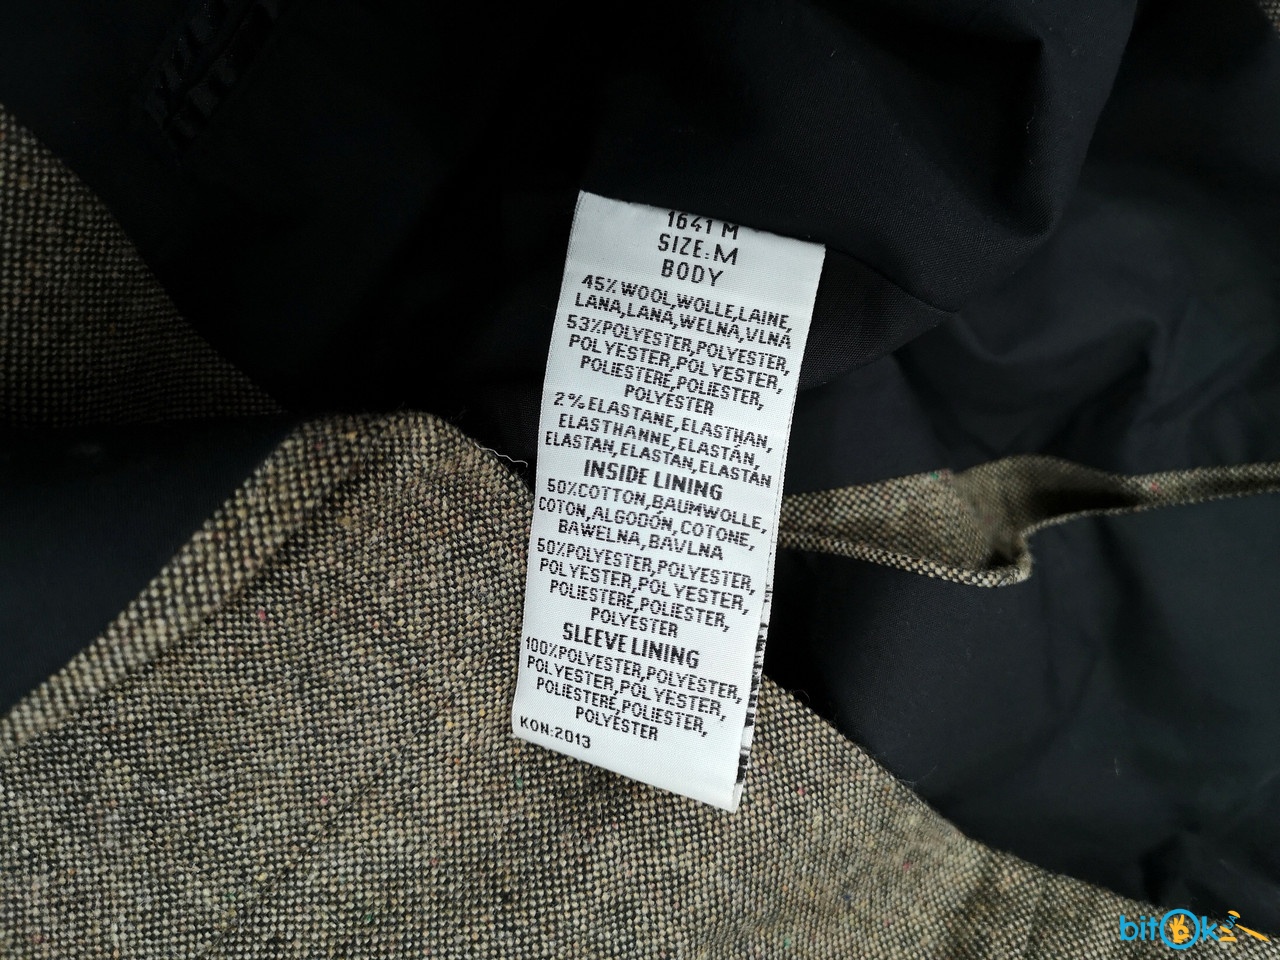 1641 M
SIZE:M
BODY
45% WOOL,WOLLE,LAINE,
LANA,LANA,WELNA,VLNA
53%POLYESTER,POLYESTER,
POLYESTER,POLYESTER,
POLIESTERE,POLIESTER,
POLYESTER
2%ELASTANE,ELASTHAN,
ELASTHANNE,ELASTÁN,
ELASTAN,ELASTAN,ELASTÁN
INSIDE LINING
50%COTTON,BAUMWOLLE,
COTON,ALGODÓN,COTONE,
BAWELNA,BAVLNA
50%POLYESTER,POLYESTER,
POLYESTER,POLYESTER,
POLIESTERE,POLIESTER,
POLYESTER
SLEEVE LINING
100%POLYESTER,POLYESTER,
POLYESTER,POLYESTER,
POLIESTERE,POLIESTER,
POLYESTER
KON:2013
bitOk